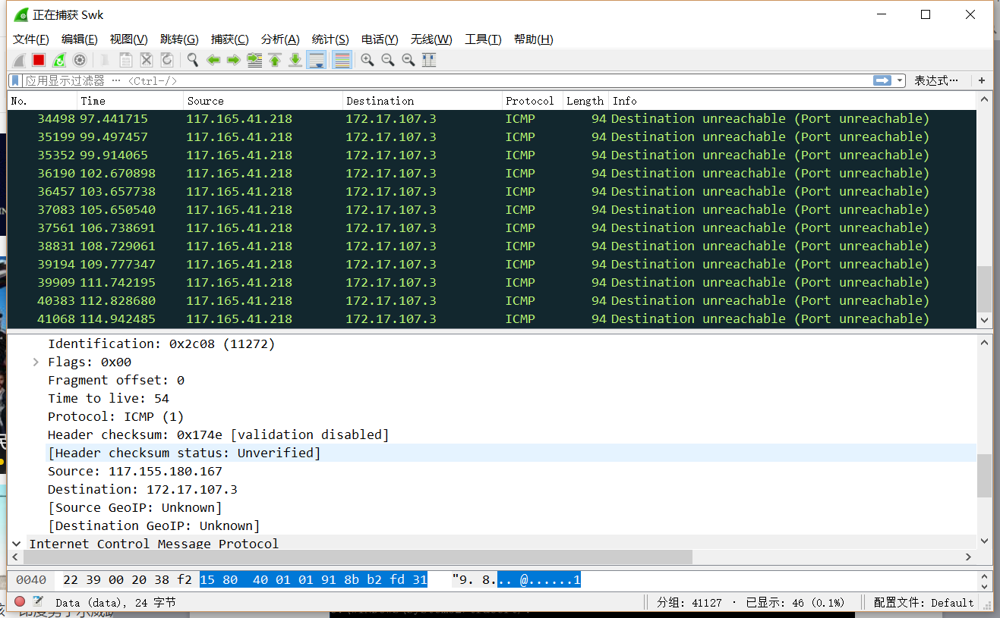 正在捕获 Swk
文件(F) 编辑(E) 视图(V) 跳转(G) 捕获(C) 分析(A) 统计(S) 电话(Y) 无线(W) 工具(T) 帮助(H)
应用显示过滤器 … <Ctrl-/> 表达式… +
No. Time Source Destination Protocol Length Info
34498 97.441715 117.165.41.218 172.17.107.3 ICMP 94 Destination unreachable (Port unreachable)
35199 99.497457 117.165.41.218 172.17.107.3 ICMP 94 Destination unreachable (Port unreachable)
35352 99.914065 117.165.41.218 172.17.107.3 ICMP 94 Destination unreachable (Port unreachable)
36190 102.670898 117.165.41.218 172.17.107.3 ICMP 94 Destination unreachable (Port unreachable)
36457 103.657738 117.165.41.218 172.17.107.3 ICMP 94 Destination unreachable (Port unreachable)
37083 105.650540 117.165.41.218 172.17.107.3 ICMP 94 Destination unreachable (Port unreachable)
37561 106.738691 117.165.41.218 172.17.107.3 ICMP 94 Destination unreachable (Port unreachable)
38831 108.729061 117.165.41.218 172.17.107.3 ICMP 94 Destination unreachable (Port unreachable)
39194 109.777347 117.165.41.218 172.17.107.3 ICMP 94 Destination unreachable (Port unreachable)
39909 111.742195 117.165.41.218 172.17.107.3 ICMP 94 Destination unreachable (Port unreachable)
40383 112.828680 117.165.41.218 172.17.107.3 ICMP 94 Destination unreachable (Port unreachable)
41068 114.942485 117.165.41.218 172.17.107.3 ICMP 94 Destination unreachable (Port unreachable)
Identification: 0x2c08 (11272)
Flags: 0x00
Fragment offset: 0
Time to live: 54
Protocol: ICMP (1)
Header checksum: 0x174e [validation disabled]
[Header checksum status: Unverified]
Source: 117.155.180.167
Destination: 172.17.107.3
[Source GeoIP: Unknown]
[Destination GeoIP: Unknown]
Internet Control Message Protocol
0040 22 39 00 20 38 f2 15 80 40 01 01 91 8b b2 fd 31 "9. 8... @......1
Data (data), 24 字节 分组: 41127 · 已显示: 46 (0.1%) 配置文件: Default